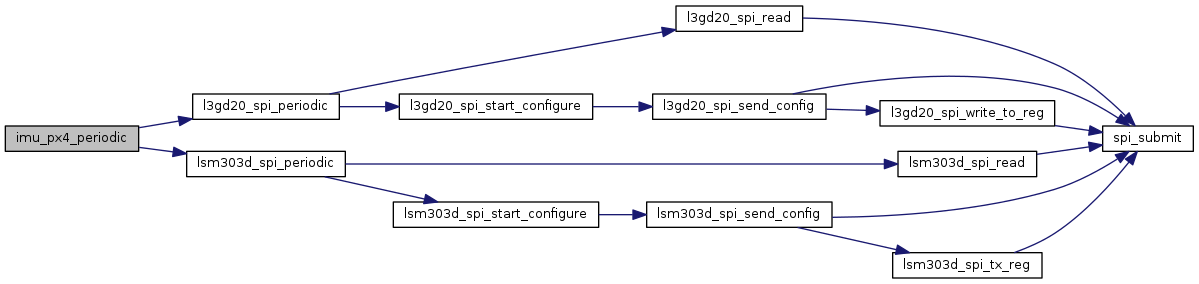 l3gd20_spi_read
l3gd20_spi_periodic
l3gd20_spi_start_configure
l3gd20_spi_send_config
l3gd20_spi_write_to_reg
imu_px4_periodic
spi_submit
lsm303d_spi_periodic
lsm303d_spi_read
lsm303d_spi_start_configure
lsm303d_spi_send_config
lsm303d_spi_tx_reg